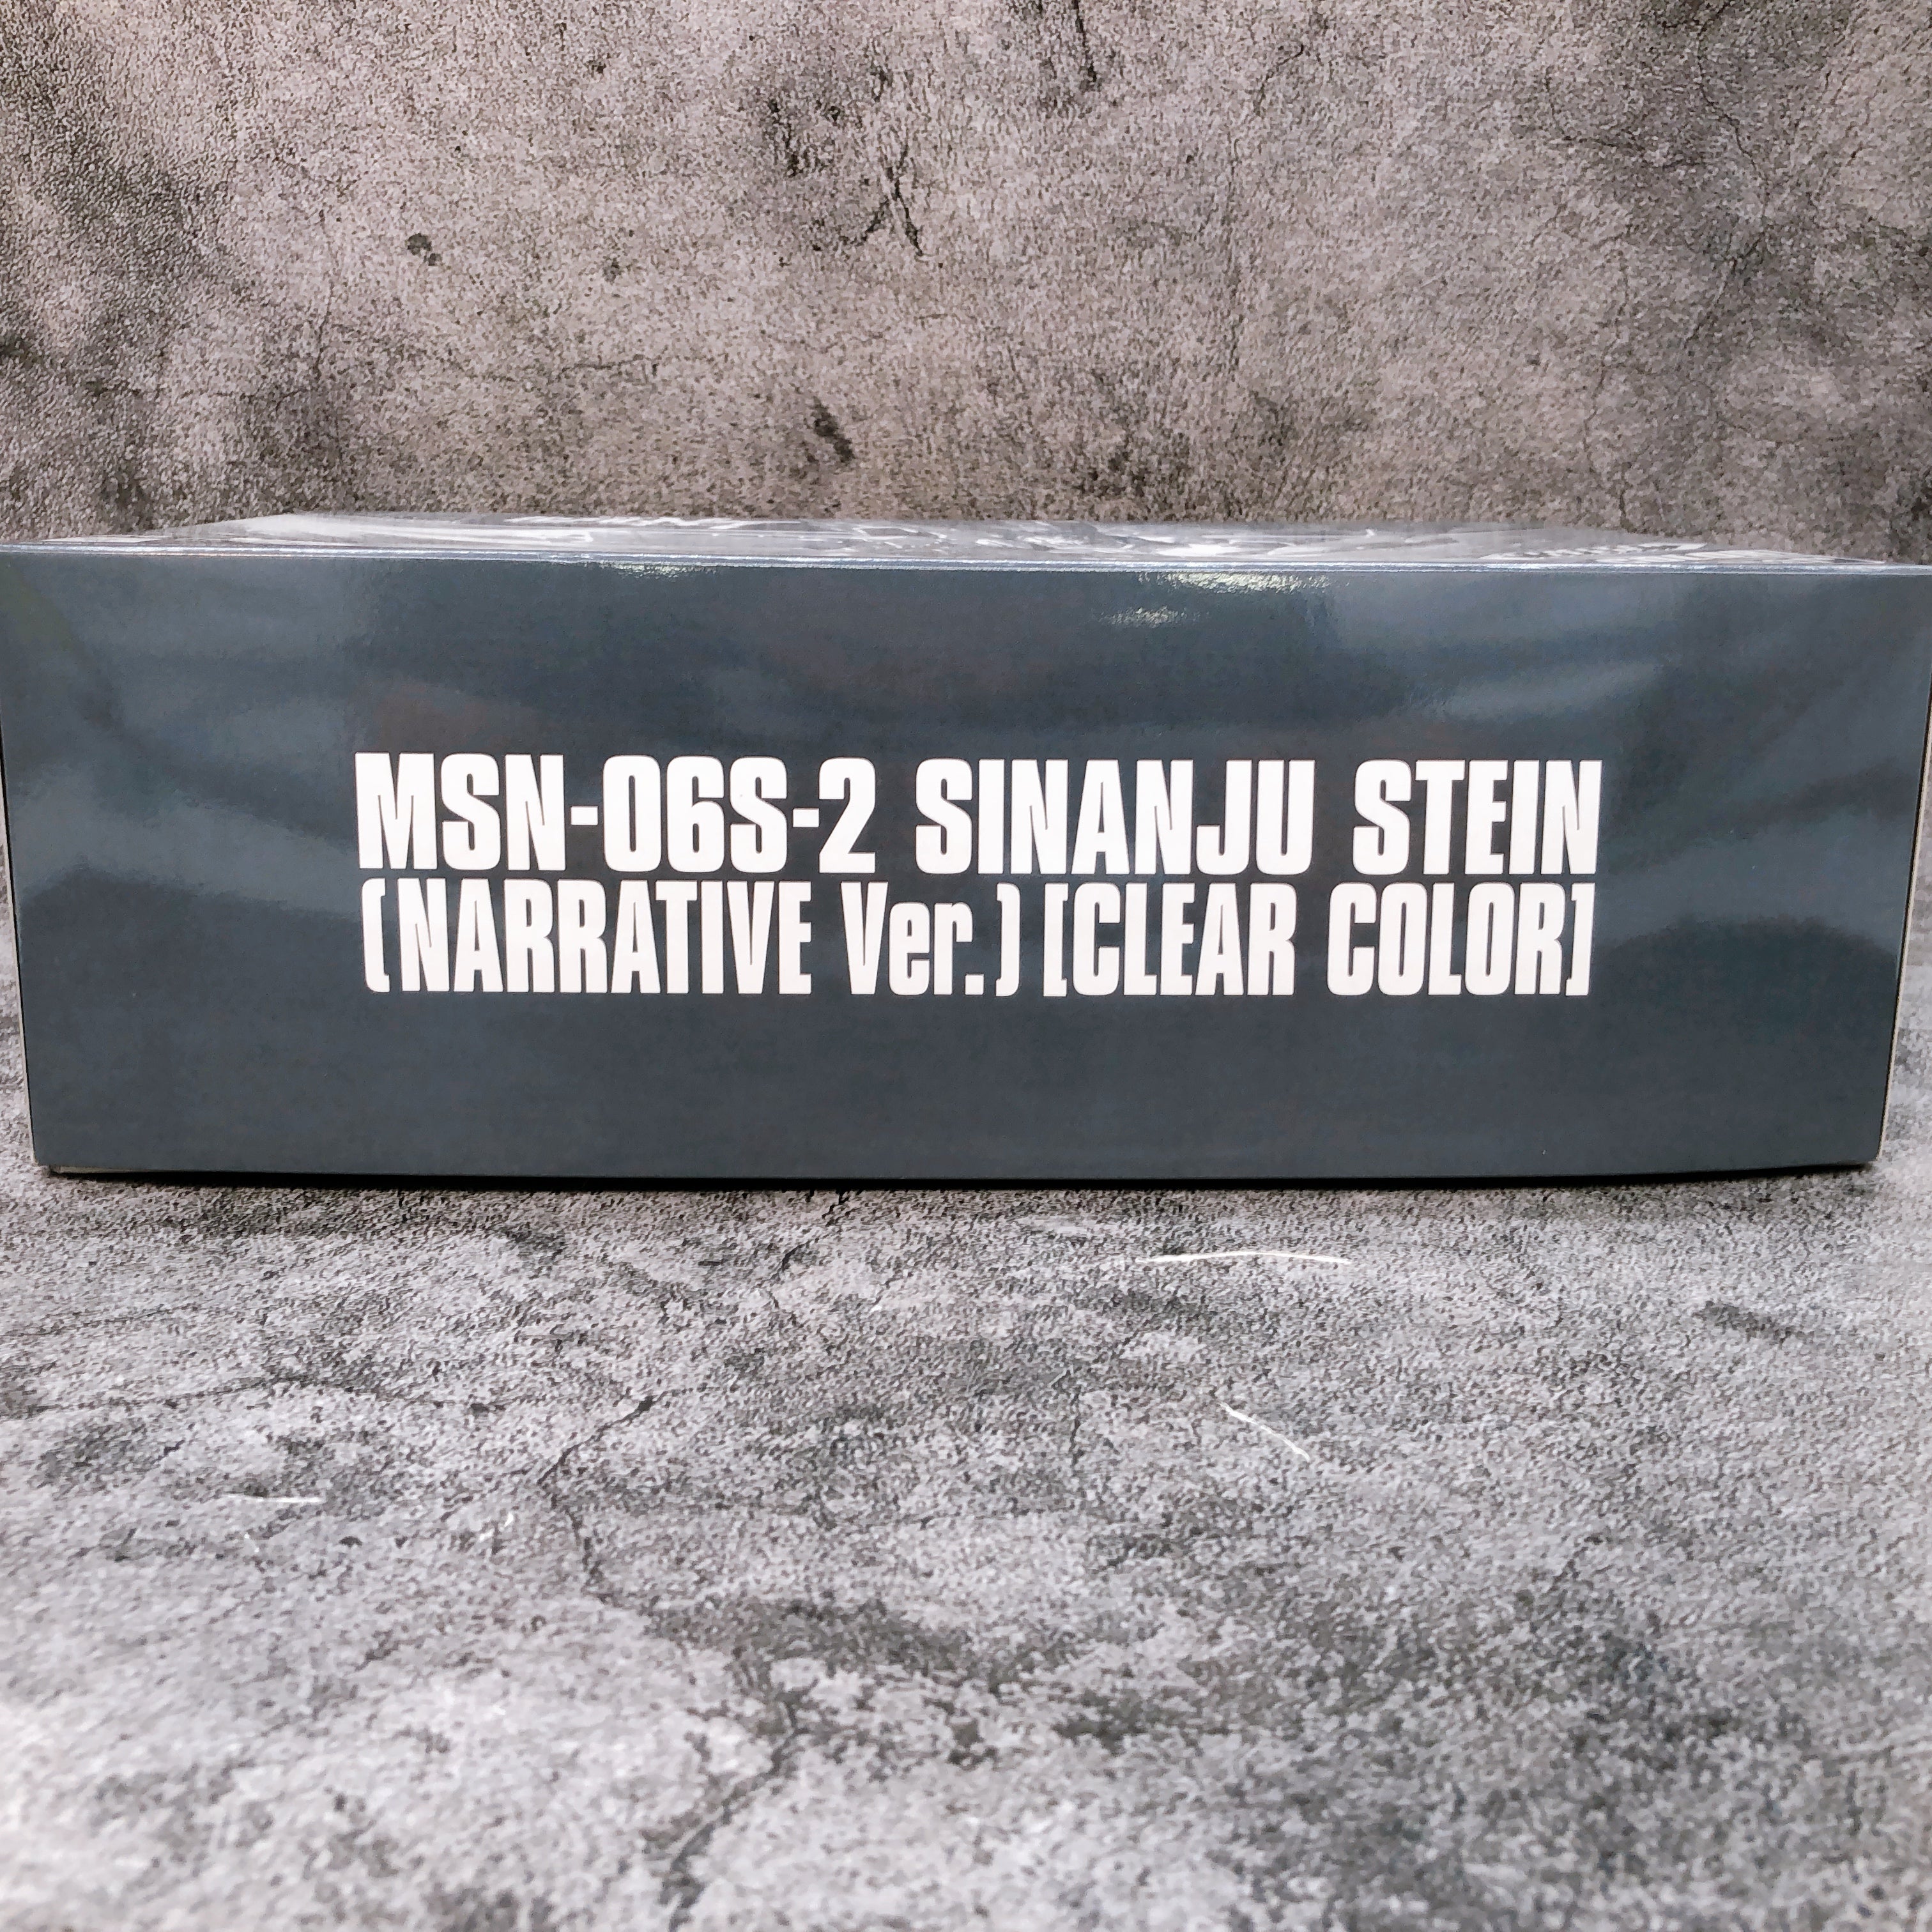 MSN-06S-2 SINANJU STEIN
(NARRATIVE Ver.) [CLEAR COLOR]